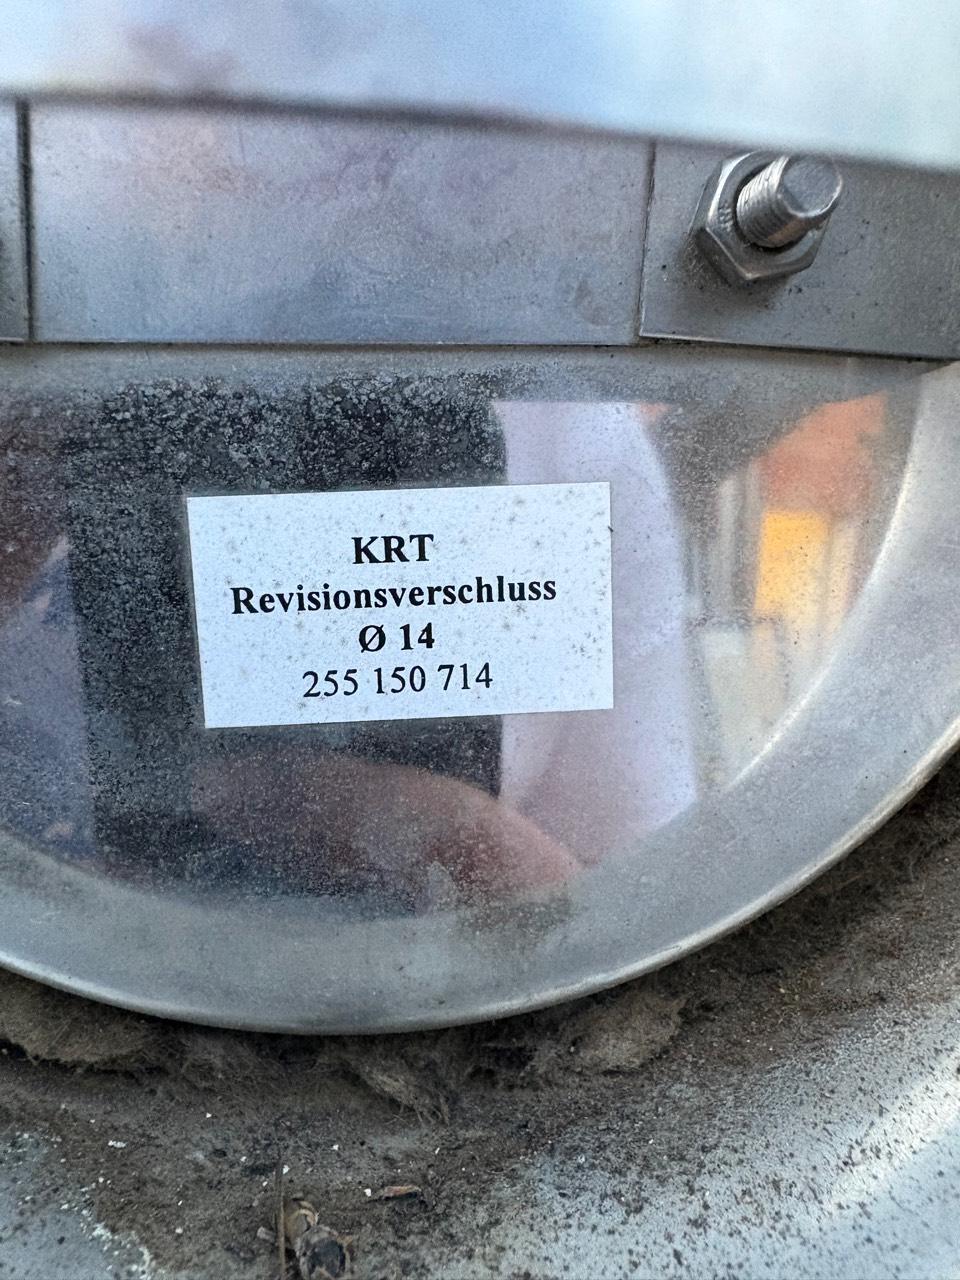 KRT
Revisionsverschluss
Ø 14
255 150 714